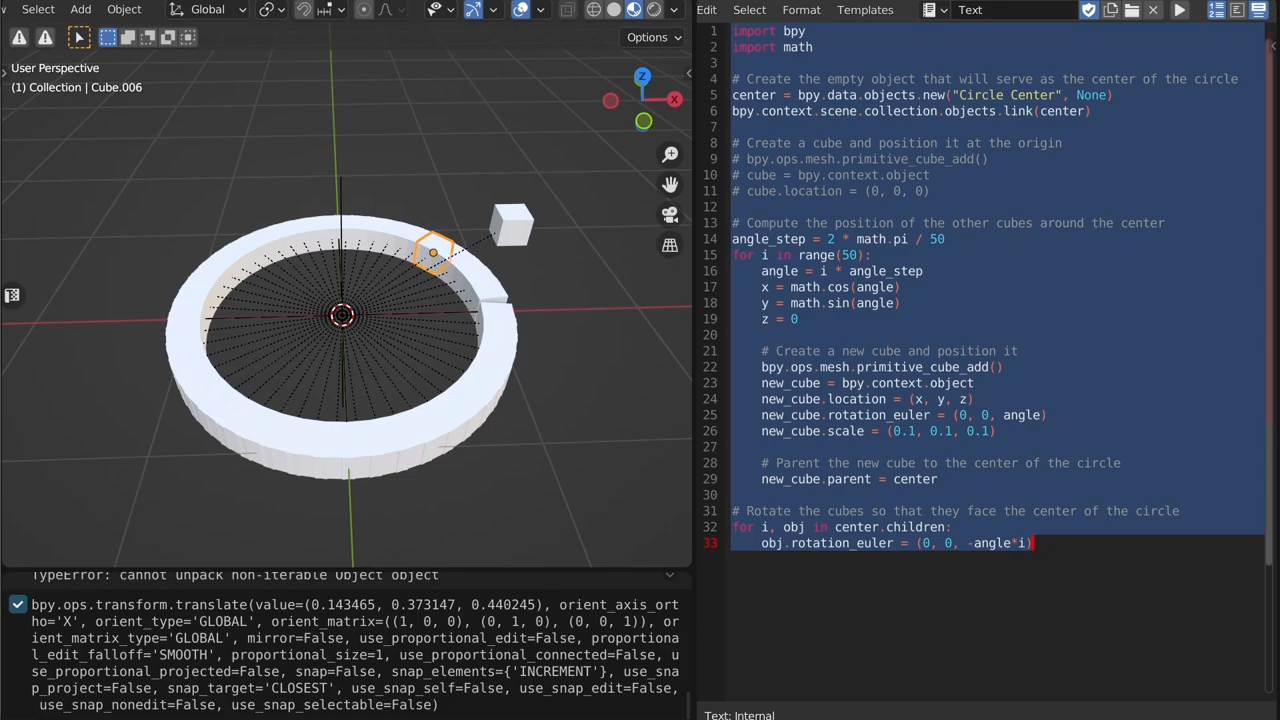 Select Add Object Global
Options
User Perspective
(1) Collection | Cube.006
Z
X
TypeError: cannot unpack non-iterable Object object
bpy.ops.transform.translate(value=(0.143465, 0.373147, 0.440245), orient_axis_ort
ho='X', orient_type='GLOBAL', orient_matrix=((1, 0, 0), (0, 1, 0), (0, 0, 1)), or
ient_matrix_type='GLOBAL', mirror=False, use_proportional_edit=False, proportiona
l_edit_falloff='SMOOTH', proportional_size=1, use_proportional_connected=False, u
se_proportional_projected=False, snap=False, snap_elements={'INCREMENT'}, use_sna
p_project=False, snap_target='CLOSEST', use_snap_self=False, use_snap_edit=False,
use_snap_nonedit=False, use_snap_selectable=False)
Edit Select Format Templates Text
1 import bpy
2 import math
3
4 # Create the empty object that will serve as the center of the circle
5 center = bpy.data.objects.new("Circle Center", None)
6 bpy.context.scene.collection.objects.link(center)
7
8 # Create a cube and position it at the origin
9 # bpy.ops.mesh.primitive_cube_add()
10 # cube = bpy.context.object
11 # cube.location = (0, 0, 0)
12
13 # Compute the position of the other cubes around the center
14 angle_step = 2 * math.pi / 50
15 for i in range(50):
16 angle = i * angle_step
17 x = math.cos(angle)
18 y = math.sin(angle)
19 z = 0
20
21 # Create a new cube and position it
22 bpy.ops.mesh.primitive_cube_add()
23 new_cube = bpy.context.object
24 new_cube.location = (x, y, z)
25 new_cube.rotation_euler = (0, 0, angle)
26 new_cube.scale = (0.1, 0.1, 0.1)
27
28 # Parent the new cube to the center of the circle
29 new_cube.parent = center
30
31 # Rotate the cubes so that they face the center of the circle
32 for i, obj in center.children:
33 obj.rotation_euler = (0, 0, -angle*i)
Text: Internal